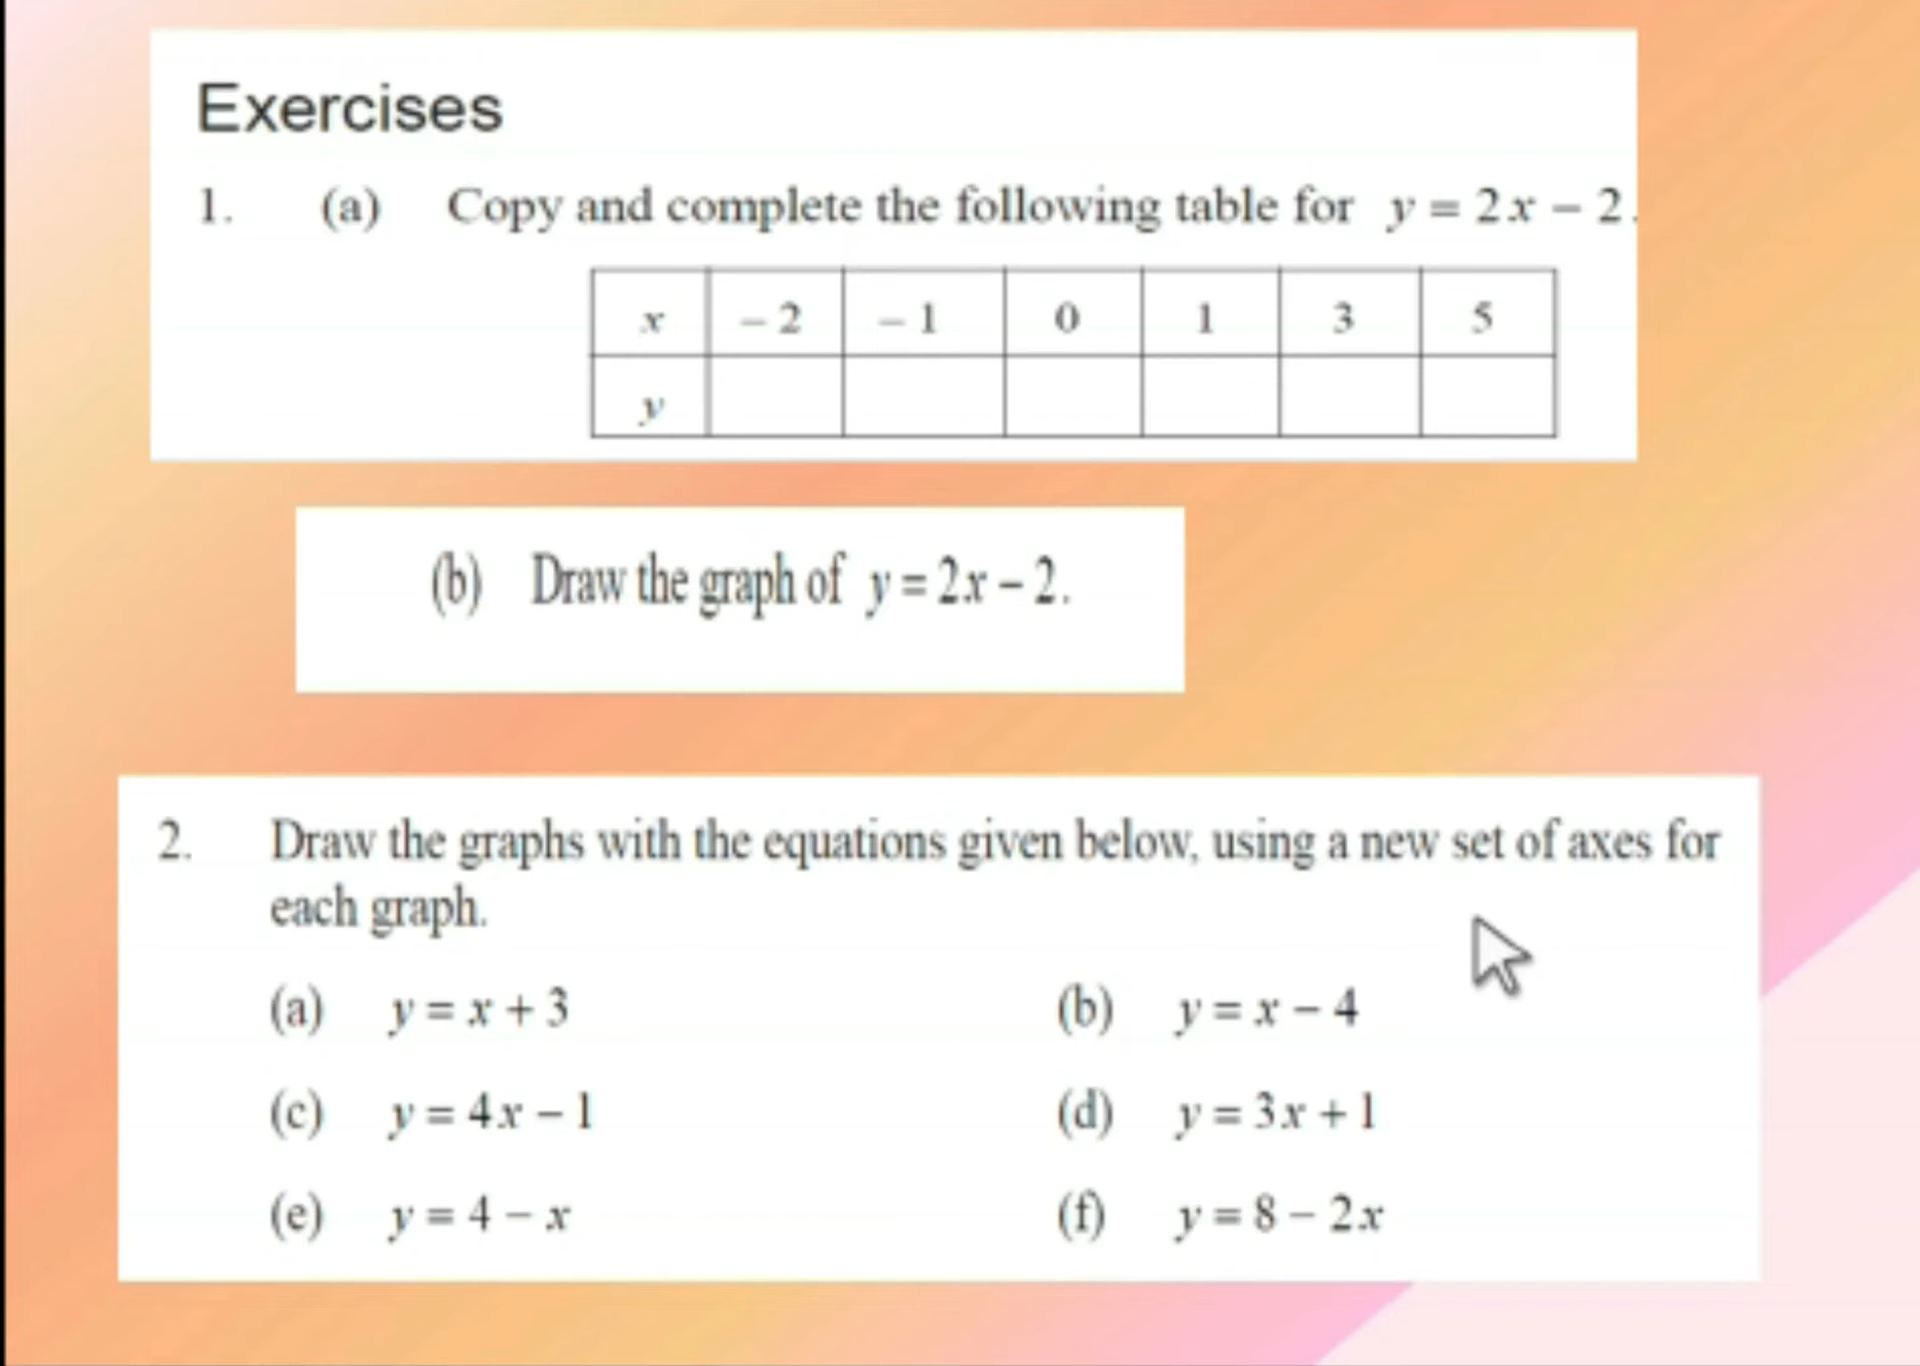 Exercises
1. (a) Copy and complete the following table for y = 2x – 2.
x – 2 – 1 0 1 3 5
y
(b) Draw the graph of y = 2x – 2.
2. Draw the graphs with the equations given below, using a new set of axes for
each graph.
(a) y = x + 3 (b) y = x – 4
(c) y = 4x – 1 (d) y = 3x + 1
(e) y = 4 – x (f) y = 8 – 2x